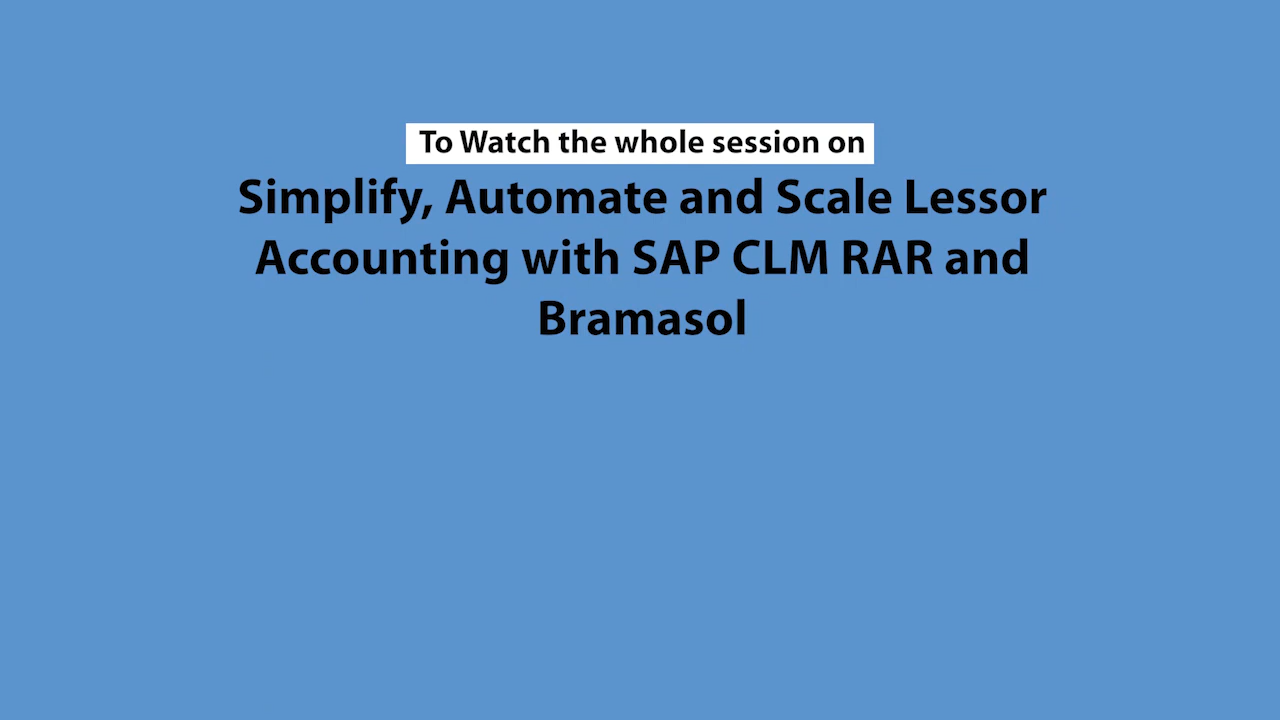 To Watch the whole session on
Simplify, Automate and Scale Lessor
Accounting with SAP CLM RAR and
Bramasol